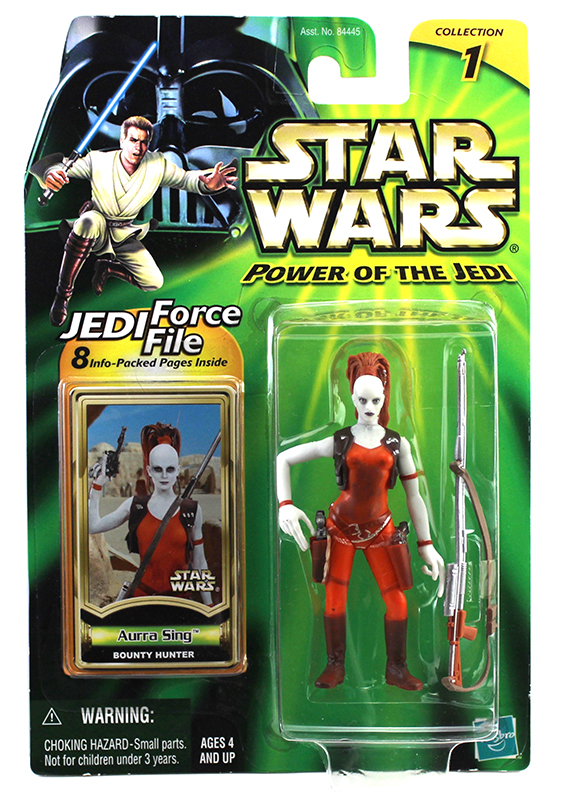 Asst. No. 84445
COLLECTION
1
STAR
WARS®
POWER OF THE JEDI
JEDI Force
File
8 Info-Packed Pages Inside
STAR
WARS®
Aurra Sing™
BOUNTY HUNTER
⚠ WARNING:
CHOKING HAZARD-Small parts.
Not for children under 3 years.
AGES 4
AND UP